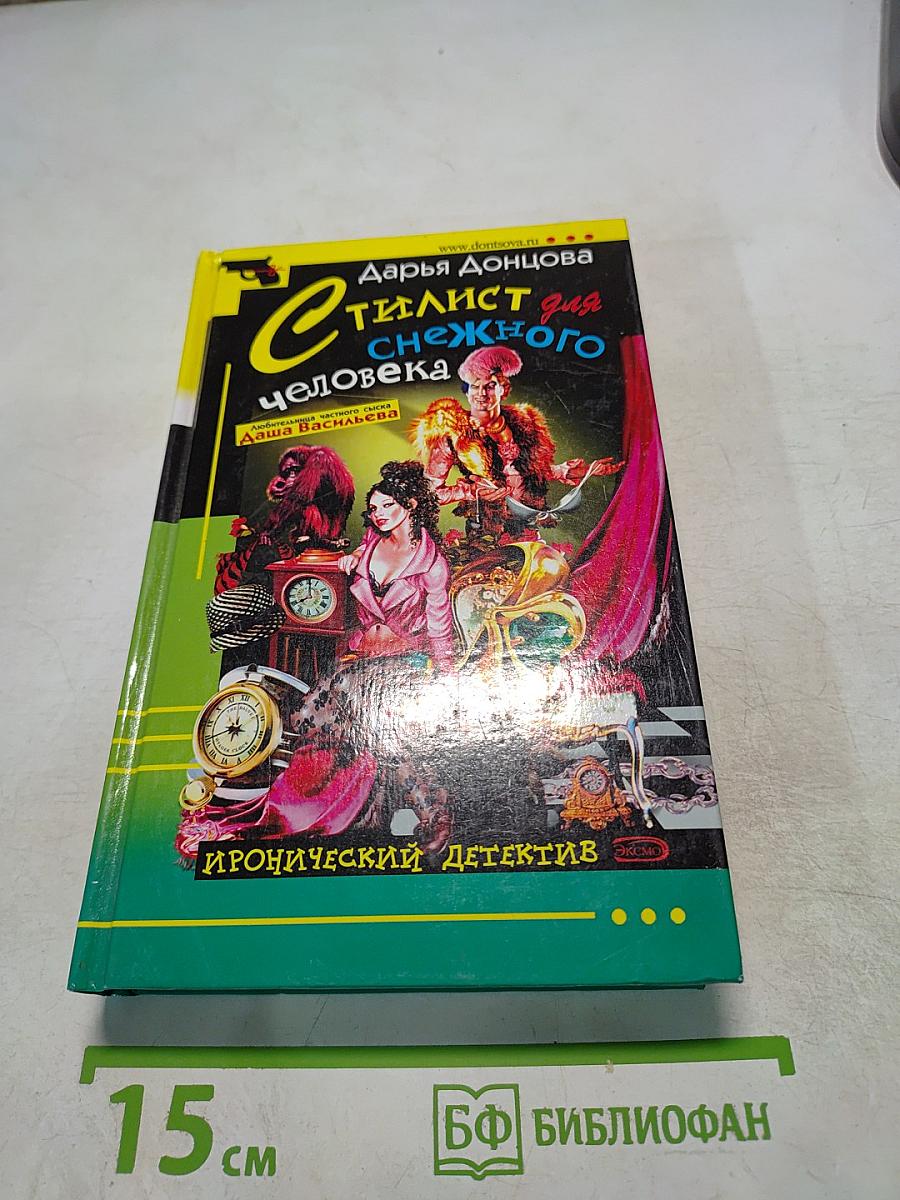 www.dontsova.ru
Дарья Донцова
Стилист для
снежного
человека
Любительница частного сыска
Даша Васильева
ИРОНИЧЕСКИЙ ДЕТЕКТИВ
ЭКСМО
15 см
БФ БИБЛИОФАН